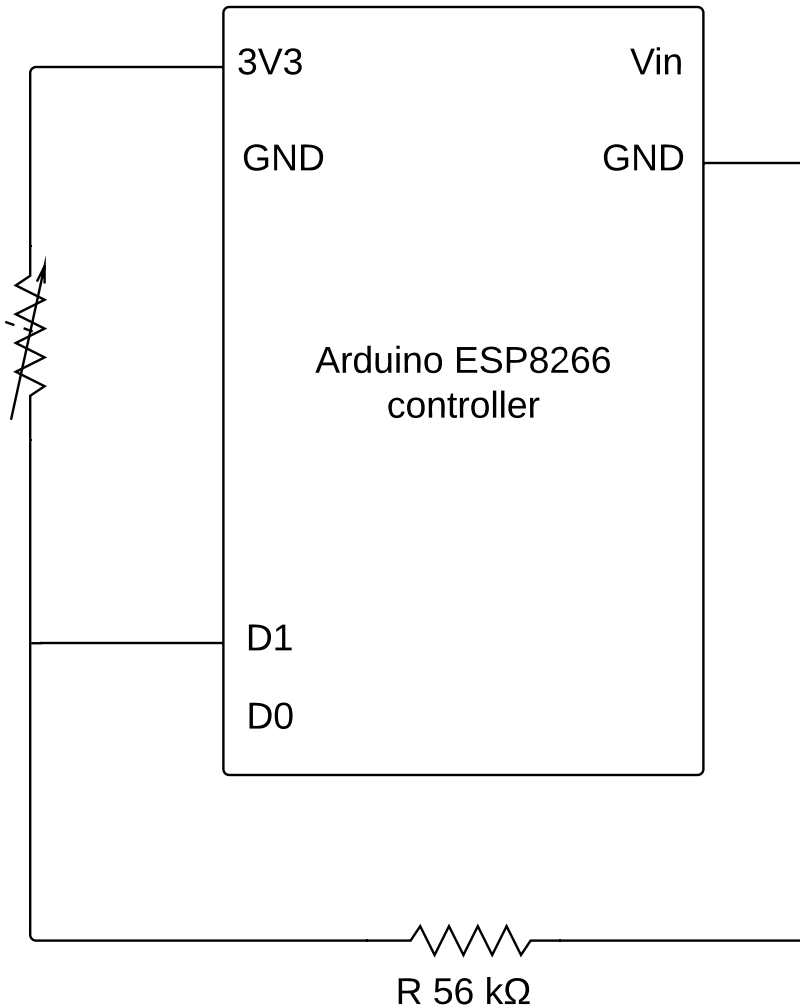 3V3
Vin
GND
GND
Arduino ESP8266
controller
D1
D0
R 56 kΩ